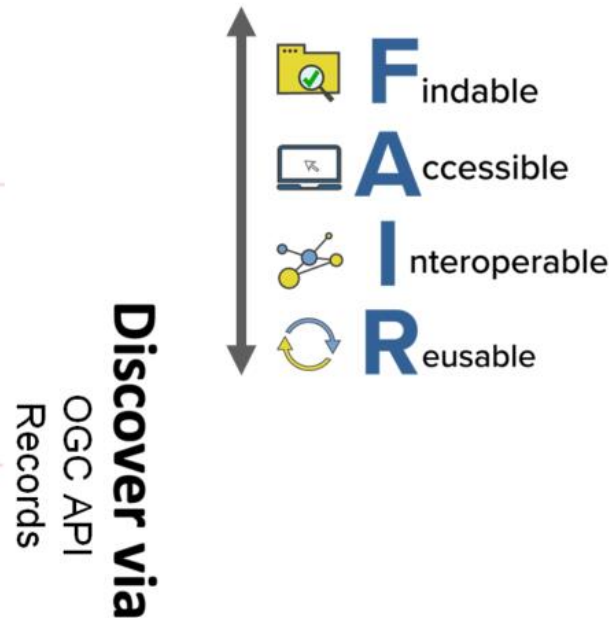 Findable
Accessible
Interoperable
Reusable
Discover via
OGC API
Records